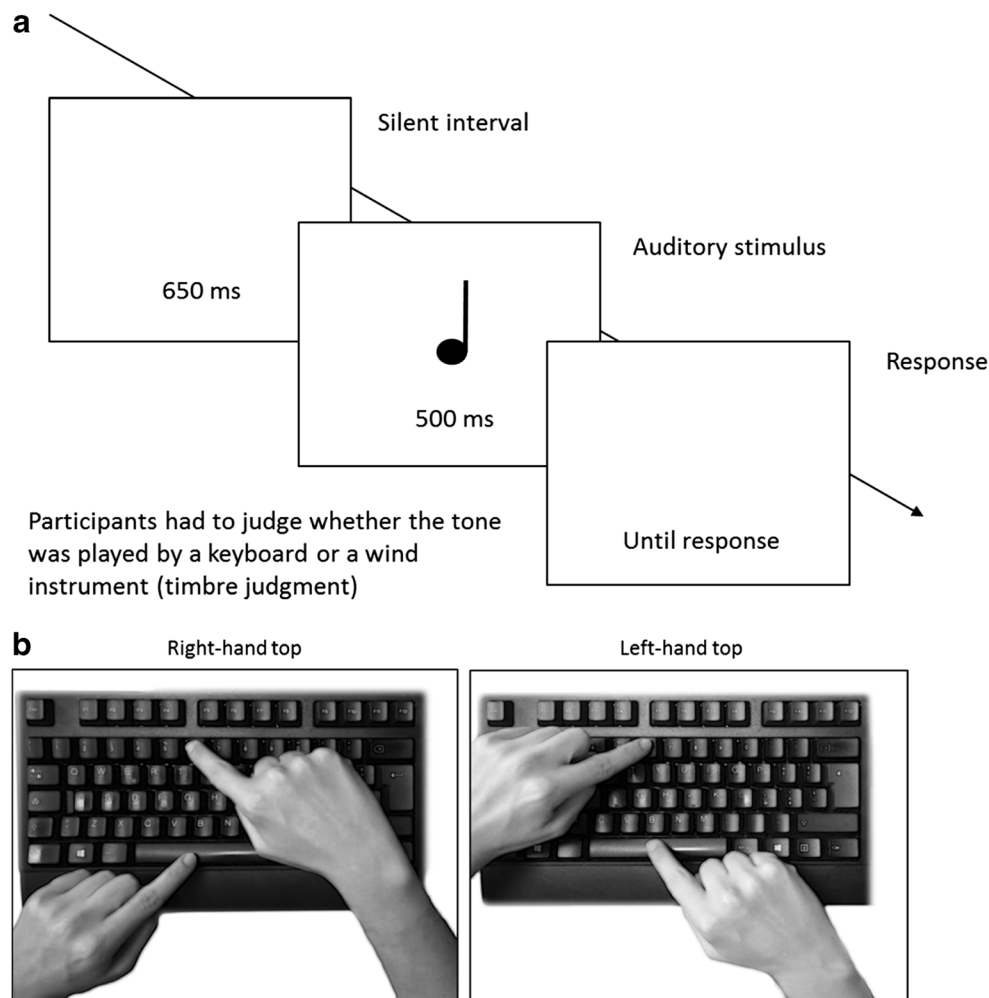 a
Silent interval
650 ms
Auditory stimulus
500 ms
Response
Until response
Participants had to judge whether the tone
was played by a keyboard or a wind
instrument (timbre judgment)
b
Right-hand top
Left-hand top
Q W E R T
S D F G H
Z X C V B N
V B N M